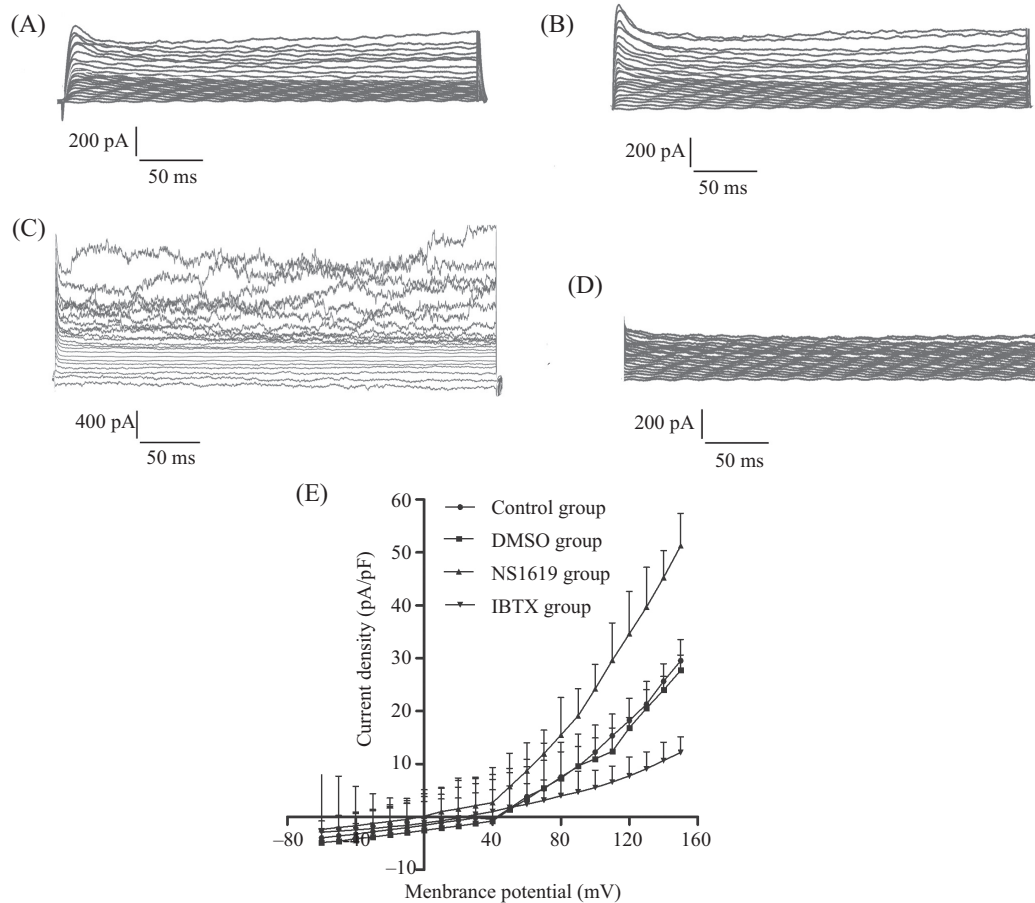 (A)
200 pA
50 ms
(B)
200 pA
50 ms
(C)
400 pA
50 ms
(D)
200 pA
50 ms
(E)
Current density (pA/pF)
60
50
40
30
20
10
–10
Control group
DMSO group
NS1619 group
IBTX group
–80
–40
0
40
80
120
160
Menbrance potential (mV)